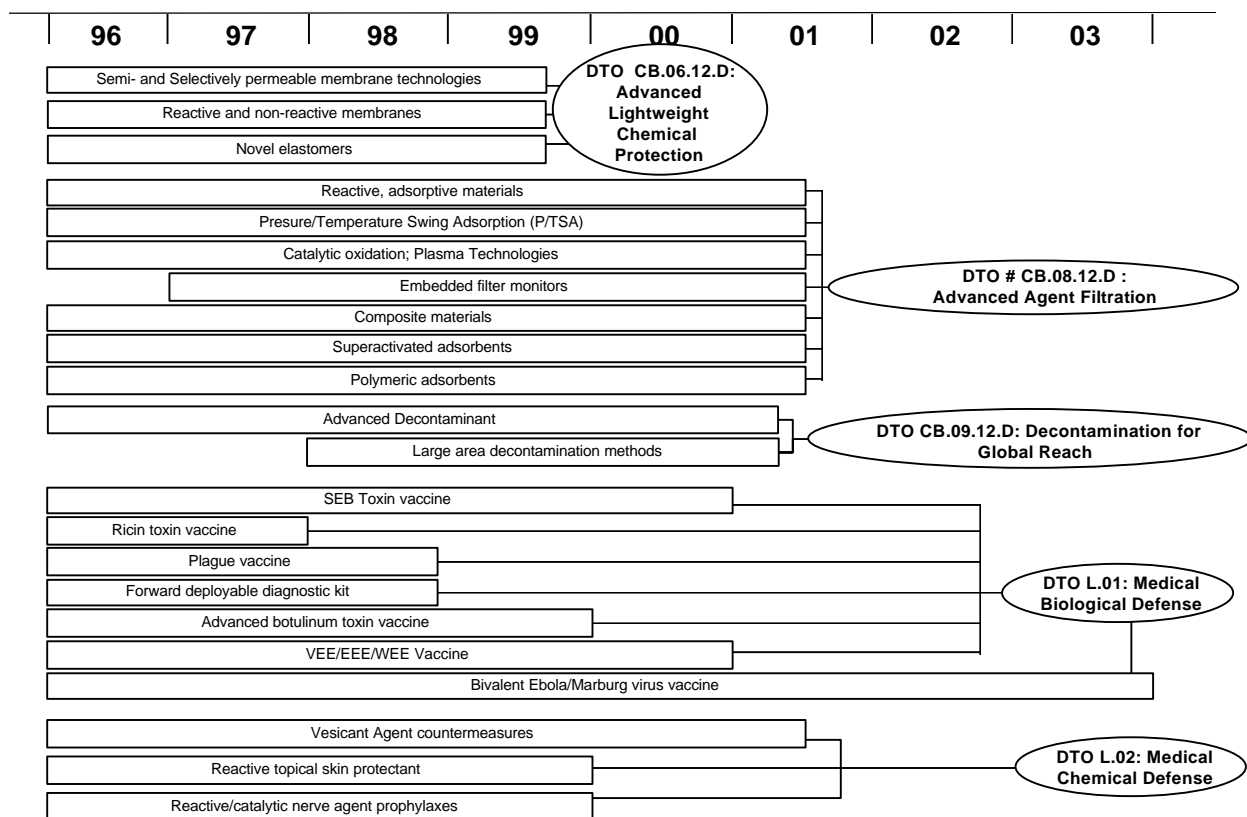 96 97 98 99 00 01 02 03
Semi- and Selectively permeable membrane technologies
Reactive and non-reactive membranes
Novel elastomers
DTO CB.06.12.D:
Advanced
Lightweight
Chemical
Protection
Reactive, adsorptive materials
Presure/Temperature Swing Adsorption (P/TSA)
Catalytic oxidation; Plasma Technologies
Embedded filter monitors
Composite materials
Superactivated adsorbents
Polymeric adsorbents
DTO # CB.08.12.D :
Advanced Agent Filtration
Advanced Decontaminant
Large area decontamination methods
DTO CB.09.12.D: Decontamination for
Global Reach
SEB Toxin vaccine
Ricin toxin vaccine
Plague vaccine
Forward deployable diagnostic kit
Advanced botulinum toxin vaccine
VEE/EEE/WEE Vaccine
Bivalent Ebola/Marburg virus vaccine
DTO L.01: Medical
Biological Defense
Vesicant Agent countermeasures
Reactive topical skin protectant
Reactive/catalytic nerve agent prophylaxes
DTO L.02: Medical
Chemical Defense